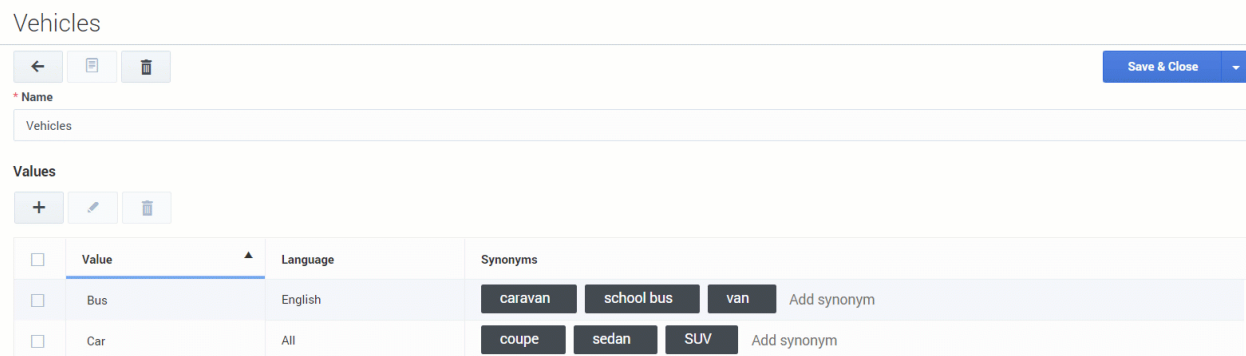 Vehicles
Save & Close
* Name
Vehicles
Values
Value Language Synonyms
Bus English caravan school bus van Add synonym
Car All coupe sedan SUV Add synonym